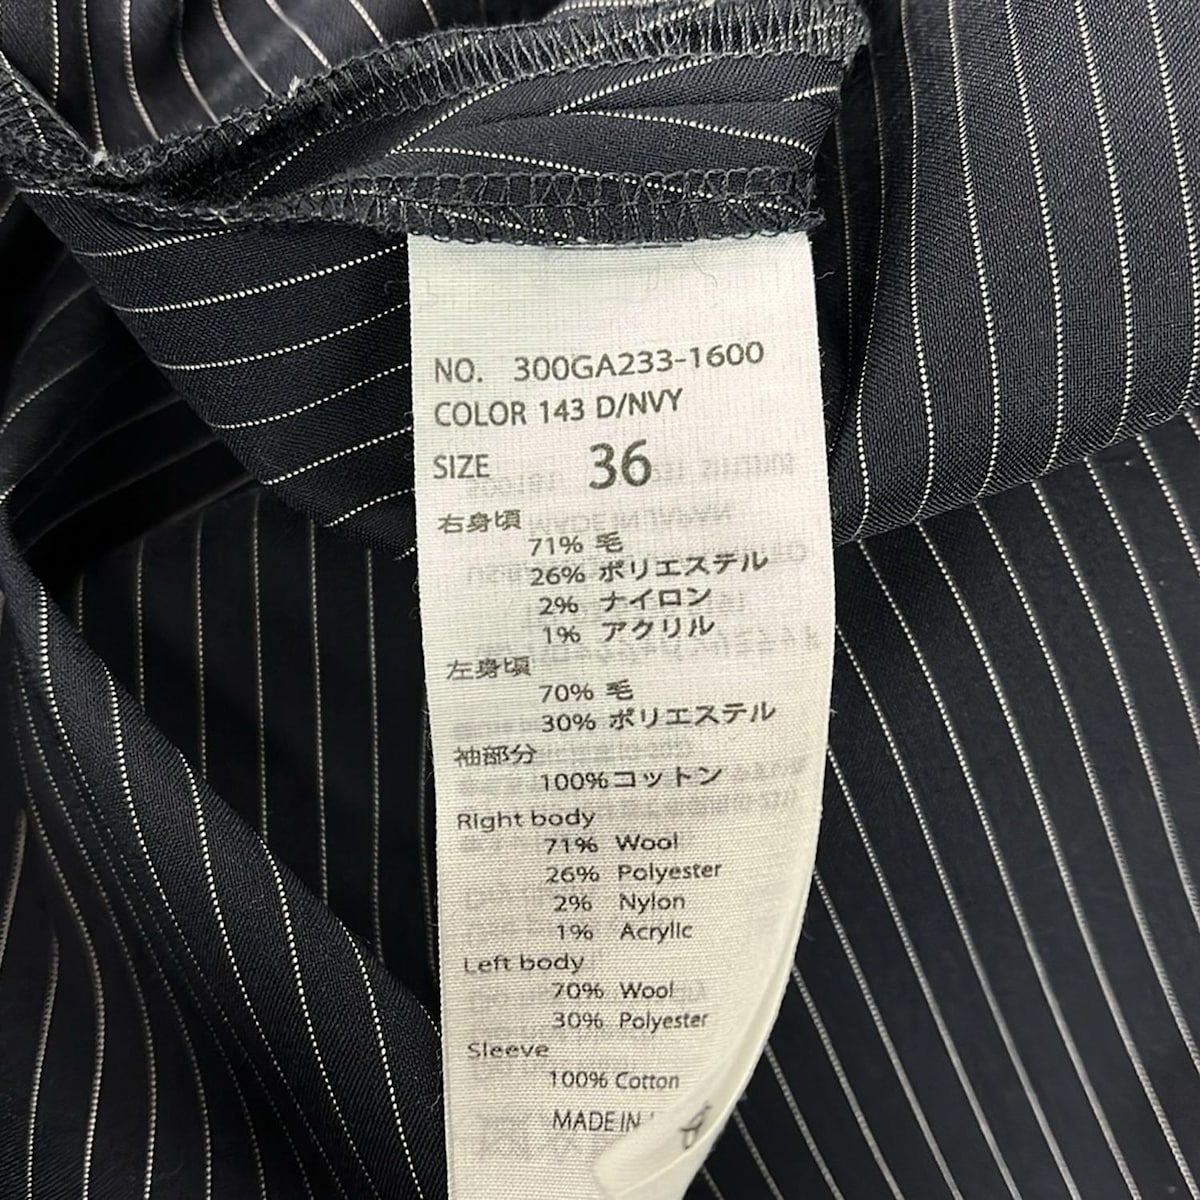 NO. 300GA233-1600
COLOR 143 D/NVY
SIZE 36
右身頃
71% 毛
26% ポリエステル
2% ナイロン
1% アクリル
左身頃
70% 毛
30% ポリエステル
袖部分
100% コットン
Right body
71% Wool
26% Polyester
2% Nylon
1% Acrylic
Left body
70% Wool
30% Polyester
Sleeve
100% Cotton
MADE IN